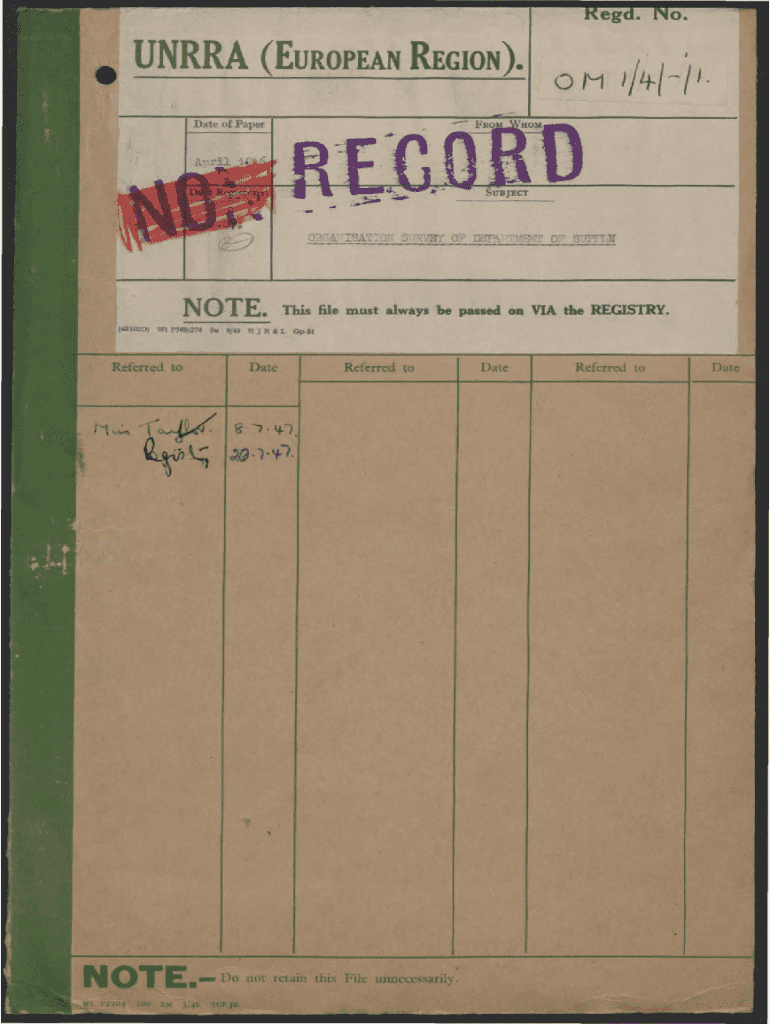 Regd. No.
UNRRA (EUROPEAN REGION).
OM 1/4/-/1.
Date of Paper
FROM WHOM
April 1946
NO. RECORD
SUBJECT
ORGANISATION SURVEY OF DEPARTMENT OF SUPPLY
NOTE. This file must always be passed on VIA the REGISTRY.
Referred to Date Referred to Date Referred to Date
Miss Taylor. 8.7.47.
Registry 20.7.47.
NOTE.— Do not retain this File unnecessarily.